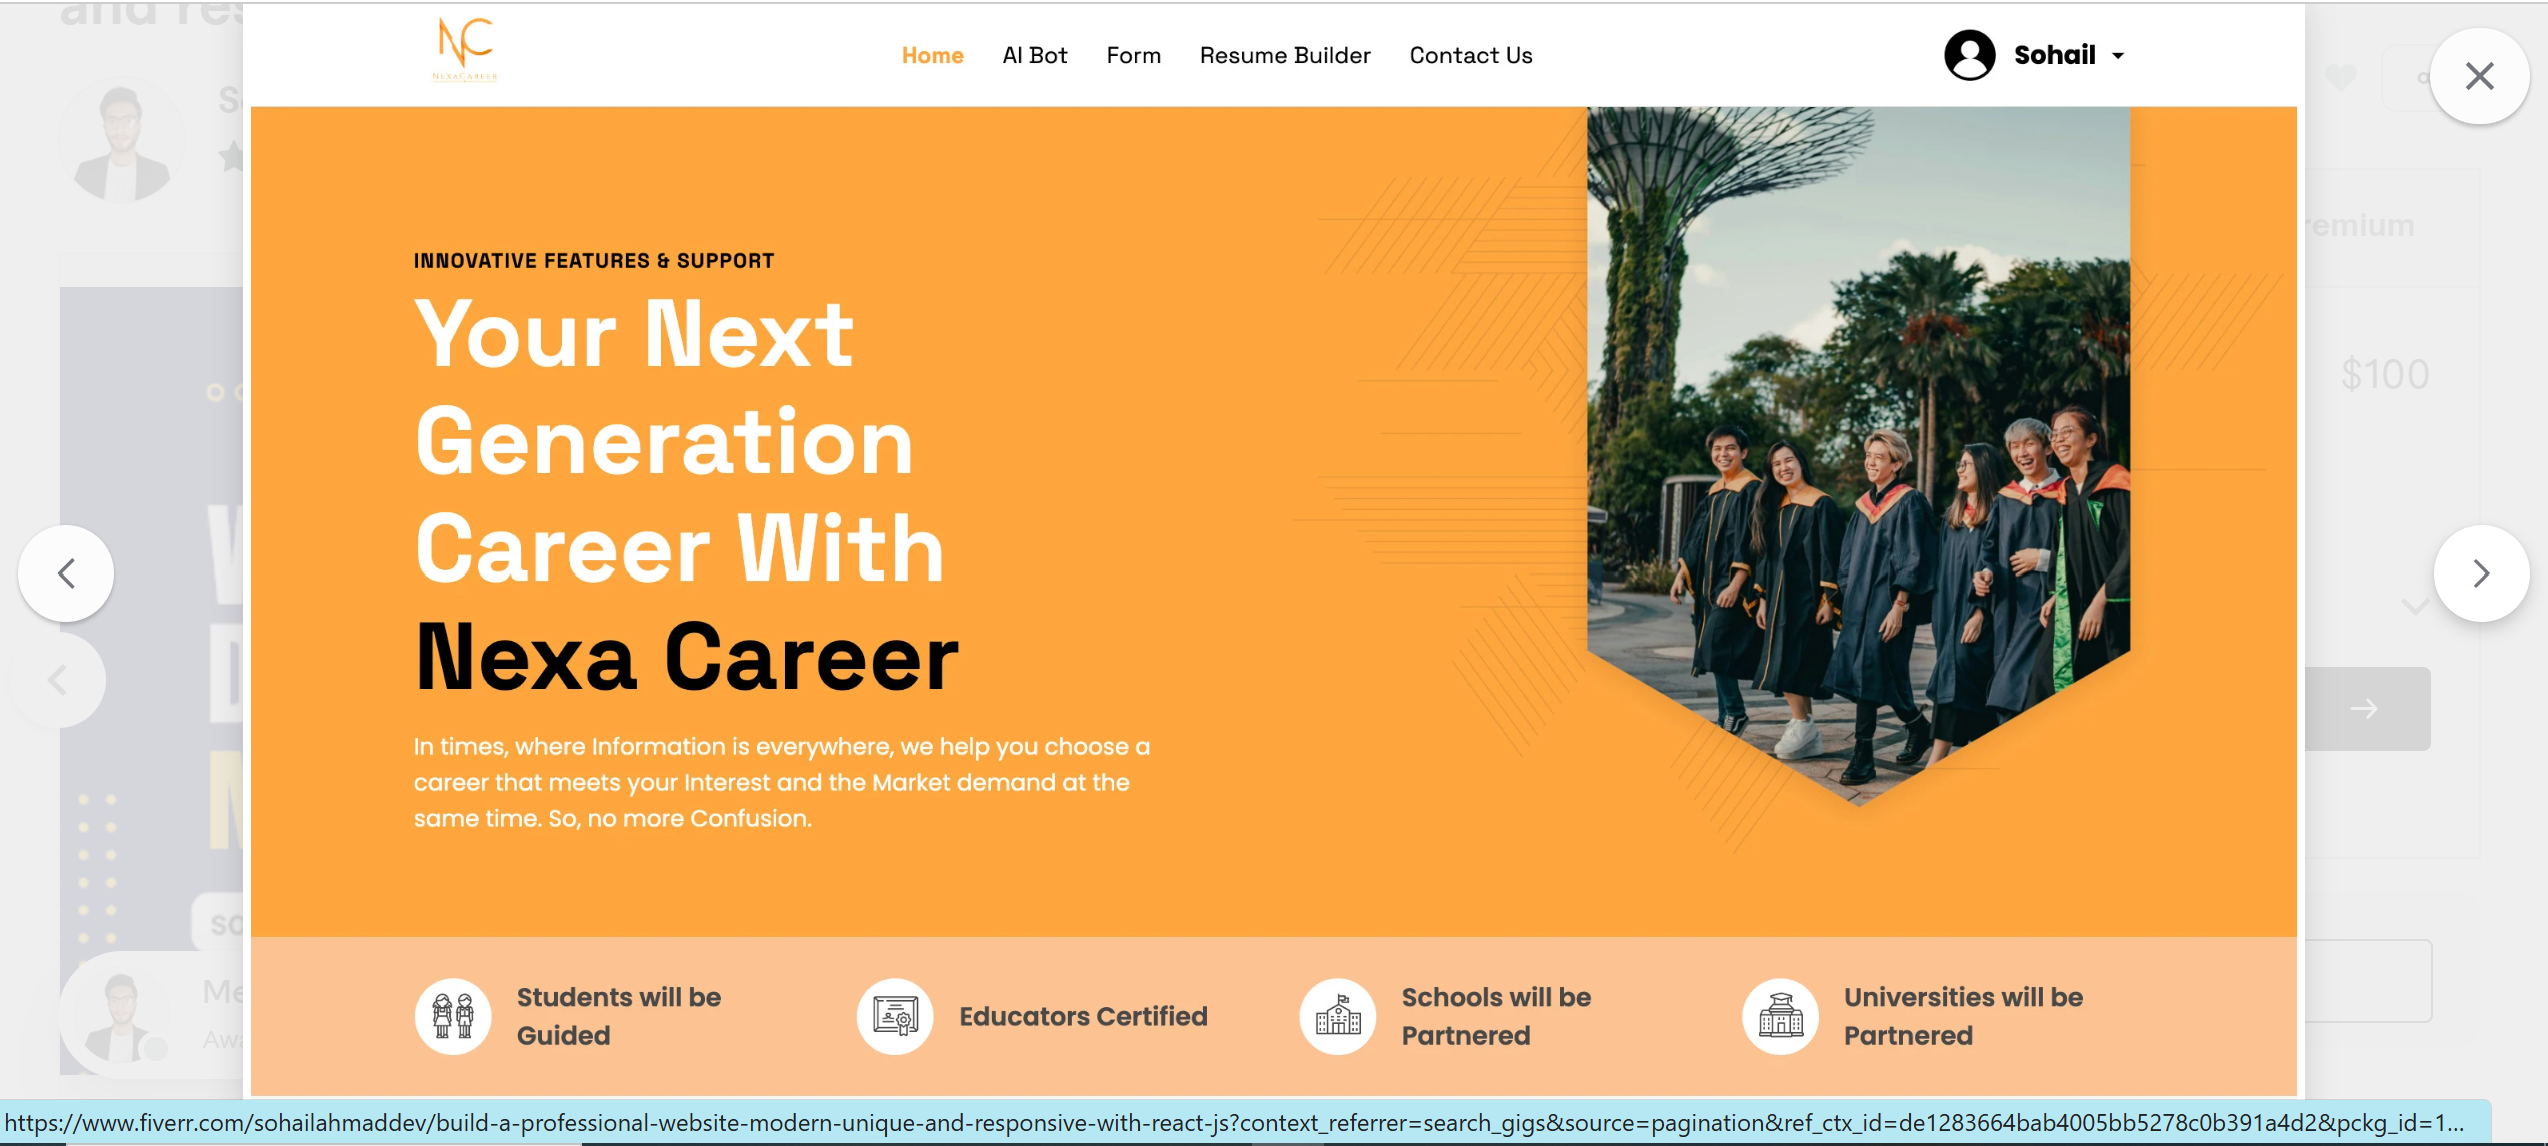 and res
NC
NEXACAREER
Home
AI Bot
Form
Resume Builder
Contact Us
Sohail
remium
$100
INNOVATIVE FEATURES & SUPPORT
Your Next
Generation
Career With
Nexa Career
In times, where Information is everywhere, we help you choose a
career that meets your Interest and the Market demand at the
same time. So, no more Confusion.
Students will be
Guided
Educators Certified
Schools will be
Partnered
Universities will be
Partnered
https://www.fiverr.com/sohailahmaddev/build-a-professional-website-modern-unique-and-responsive-with-react-js?context_referrer=search_gigs&source=pagination&ref_ctx_id=de1283664bab4005bb5278c0b391a4d2&pckg_id=1...